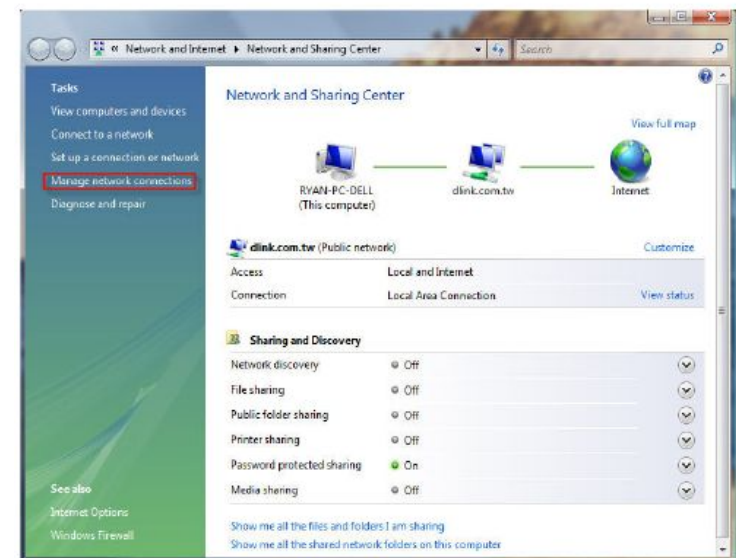 « Network and Internet ▸ Network and Sharing Center
Search
Tasks
View computers and devices
Connect to a network
Set up a connection or network
Manage network connections
Diagnose and repair
See also
Internet Options
Windows Firewall
Network and Sharing Center
View full map
RYAN-PC-DELL
(This computer)
dlink.com.tw
Internet
dlink.com.tw (Public network)
Customize
Access Local and Internet
Connection Local Area Connection View status
Sharing and Discovery
Network discovery Off
File sharing Off
Public folder sharing Off
Printer sharing Off
Password protected sharing On
Media sharing Off
Show me all the files and folders I am sharing
Show me all the shared network folders on this computer